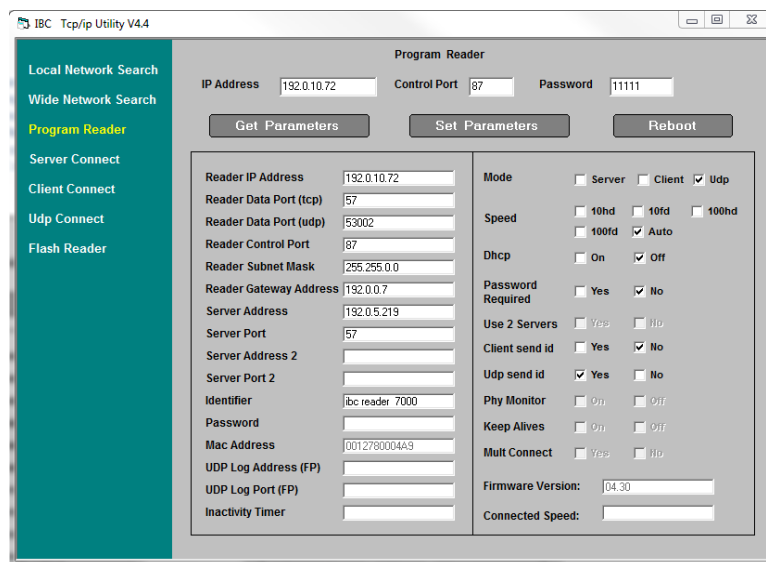 IBC Tcp/ip Utility V4.4
Local Network Search
Wide Network Search
Program Reader
Server Connect
Client Connect
Udp Connect
Flash Reader
Program Reader
IP Address 192.0.10.72 Control Port 87 Password 11111
Get Parameters Set Parameters Reboot
Reader IP Address 192.0.10.72
Reader Data Port (tcp) 57
Reader Data Port (udp) 53002
Reader Control Port 87
Reader Subnet Mask 255.255.0.0
Reader Gateway Address 192.0.0.7
Server Address 192.0.5.219
Server Port 57
Server Address 2
Server Port 2
Identifier ibc reader 7000
Password
Mac Address 0012780004A9
UDP Log Address (FP)
UDP Log Port (FP)
Inactivity Timer
Mode Server Client Udp
Speed 10hd 10fd 100hd
100fd Auto
Dhcp On Off
Password
Required Yes No
Use 2 Servers Yes No
Client send id Yes No
Udp send id Yes No
Phy Monitor On Off
Keep Alives On Off
Mult Connect Yes No
Firmware Version: 04.30
Connected Speed: